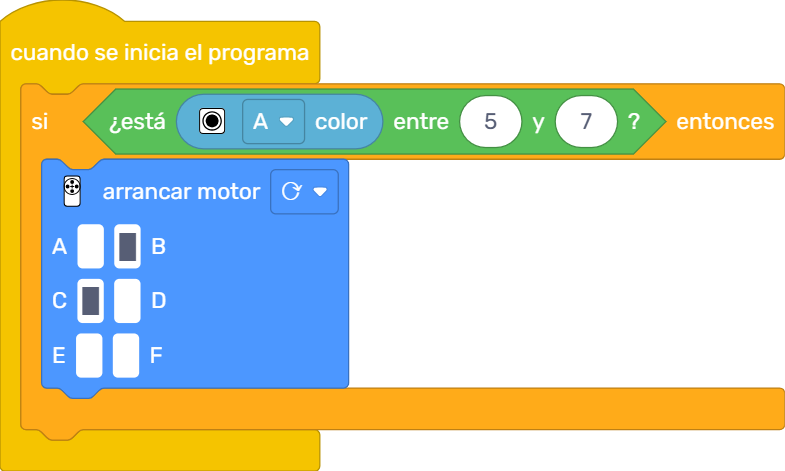 cuando se inicia el programa
si ¿está A color entre 5 y 7 ? entonces
arrancar motor
A B
C D
E F